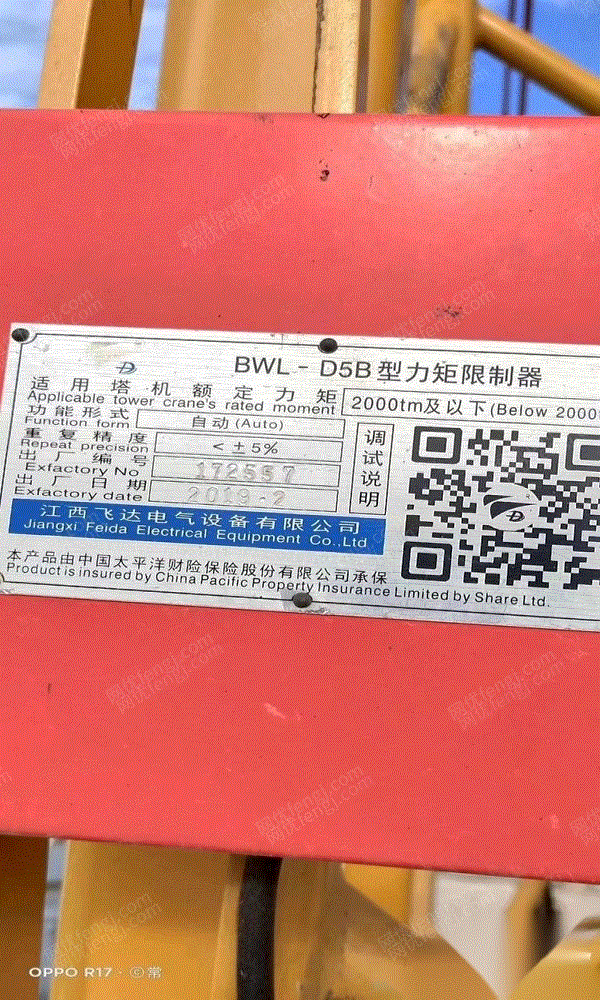 BWL - D5B型力矩限制器
适用塔机额定力矩
Applicable tower crane's rated moment
2000tm及以下(Below 2000
功能形式
Function form
自动(Auto)
重复精度
Repeat precision
<±5%
出厂编号
Exfactory No
出厂日期
Exfactory date
2019-2
调试说明
江西飞达电气设备有限公司
Jiangxi Feida Electrical Equipment Co.,Ltd
本产品由中国太平洋财险保险股份有限公司承保
Product is insured by China Pacific Property Insurance Limited by Share Ltd.
OPPO R17 · ©常